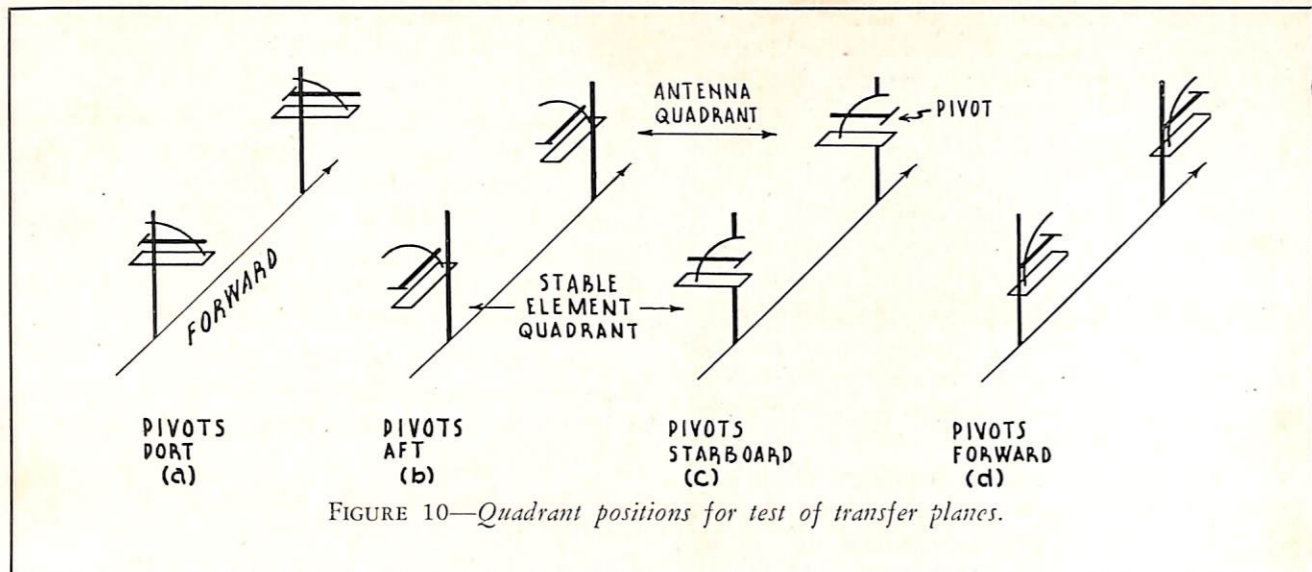 ANTENNA
QUADRANT
PIVOT
FORWARD
STABLE
ELEMENT
QUADRANT
PIVOTS
PORT
(a)
PIVOTS
AFT
(b)
PIVOTS
STARBOARD
(c)
PIVOTS
FORWARD
(d)
FIGURE 10—Quadrant positions for test of transfer planes.